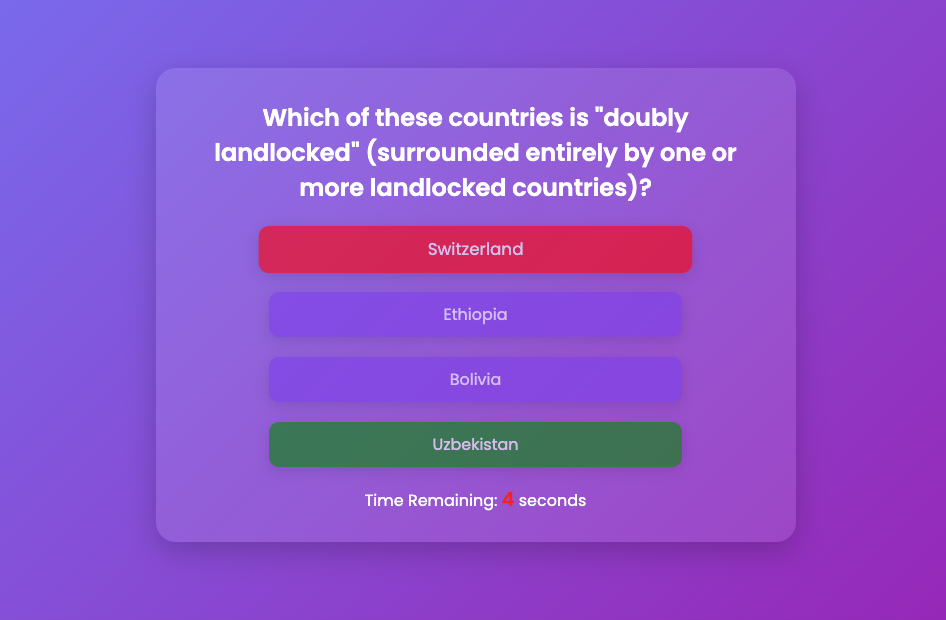 Which of these countries is "doubly
landlocked" (surrounded entirely by one or
more landlocked countries)?
Switzerland
Ethiopia
Bolivia
Uzbekistan
Time Remaining: 4 seconds